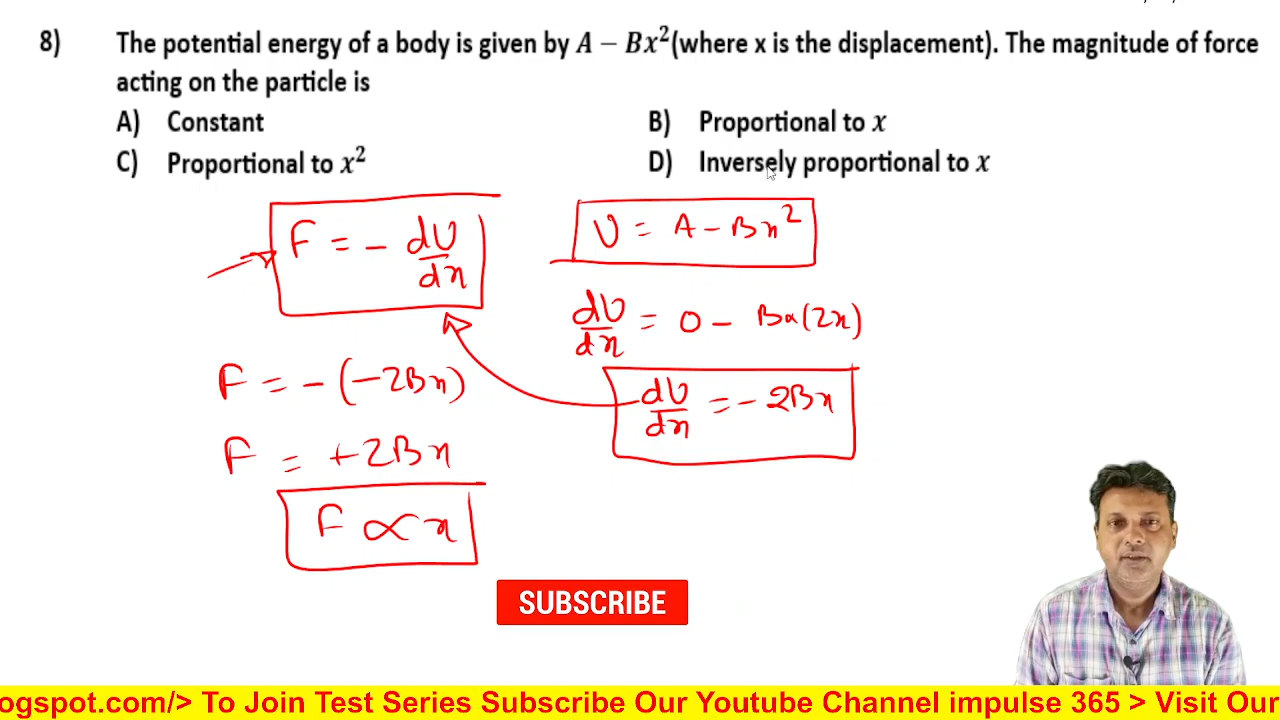 8) The potential energy of a body is given by A − Bx²(where x is the displacement). The magnitude of force
acting on the particle is
A) Constant
B) Proportional to x
C) Proportional to x²
D) Inversely proportional to x
F = - dU/dx
U = A - Bx²
dU/dx = 0 - Bx(2x)
dU/dx = - 2Bx
F = - (-2Bx)
F = +2Bx
F ∝ x
SUBSCRIBE
ogspot.com/> To Join Test Series Subscribe Our Youtube Channel impulse 365 > Visit Our